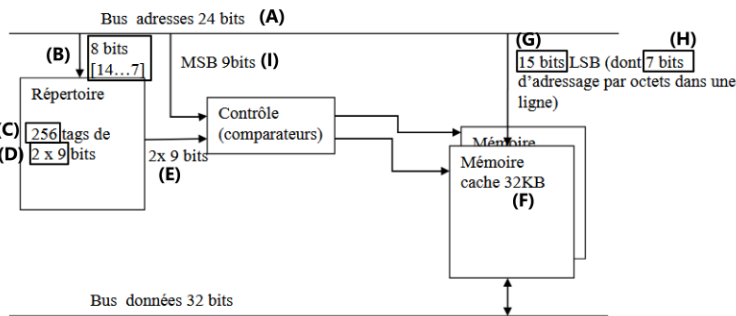 Bus adresses 24 bits (A)
(B) 8 bits
[14...7]
MSB 9bits (I)
(G) (H)
15 bits LSB (dont 7 bits
d'adressage par octets dans une
ligne)
Répertoire
(C) 256 tags de
(D) 2 x 9 bits
2x 9 bits
(E)
Contrôle
(comparateurs)
Mémoire
Mémoire
cache 32KB
(F)
Bus données 32 bits